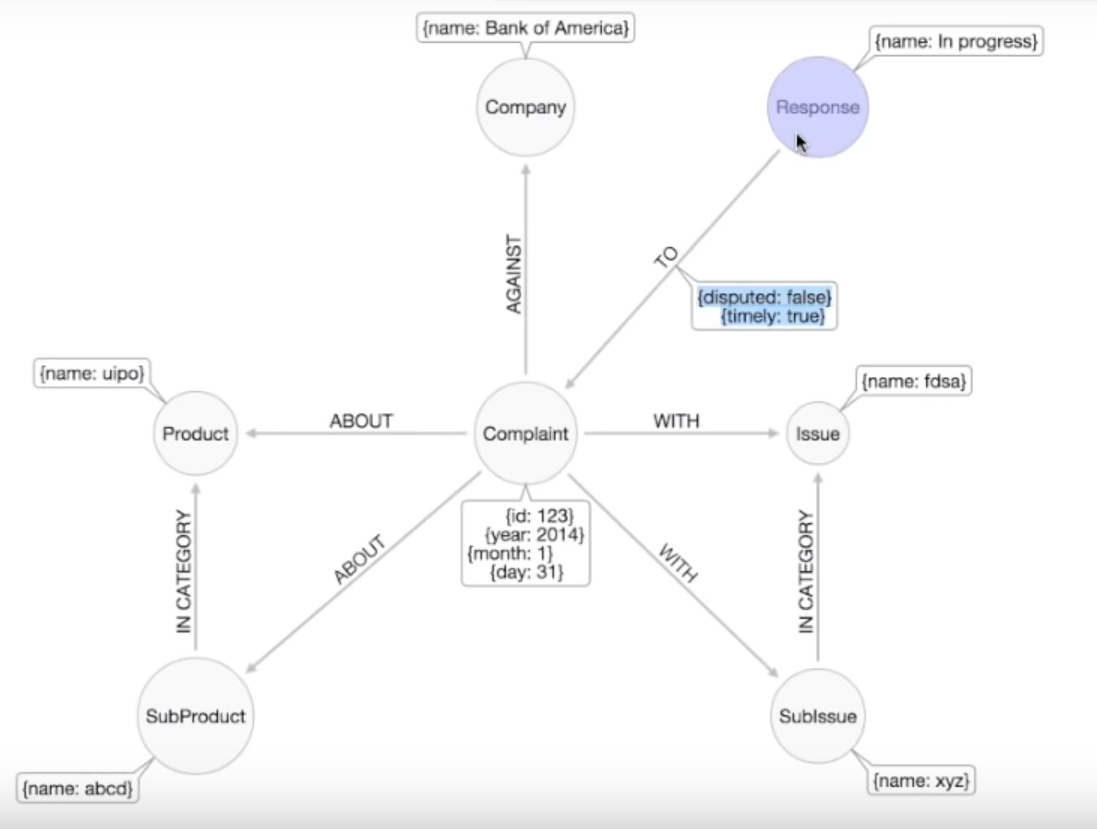 {name: Bank of America}
{name: In progress}
Company
Response
AGAINST
TO
{disputed: false}
{timely: true}
{name: uipo}
{name: fdsa}
Product
ABOUT
Complaint
WITH
Issue
{id: 123}
{year: 2014}
{month: 1}
{day: 31}
IN CATEGORY
ABOUT
WITH
IN CATEGORY
SubProduct
SubIssue
{name: abcd}
{name: xyz}